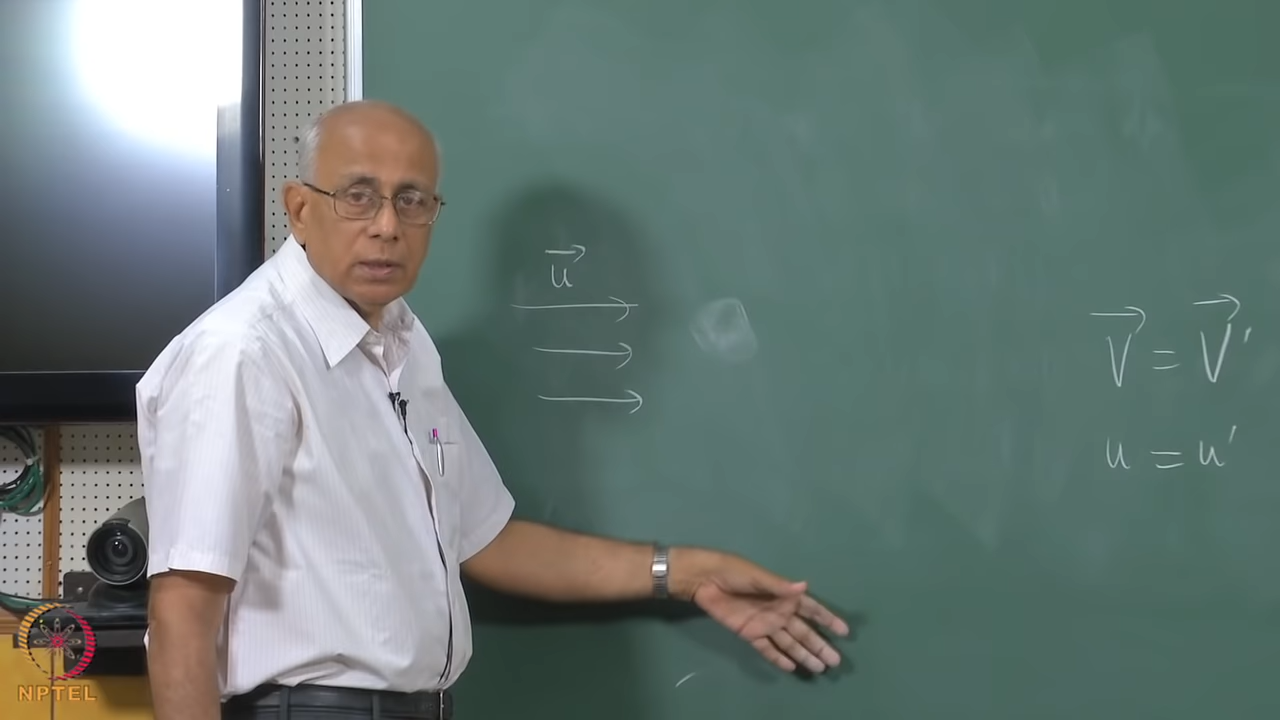 u⃗
V⃗ = V⃗'
u = u'
NPTEL